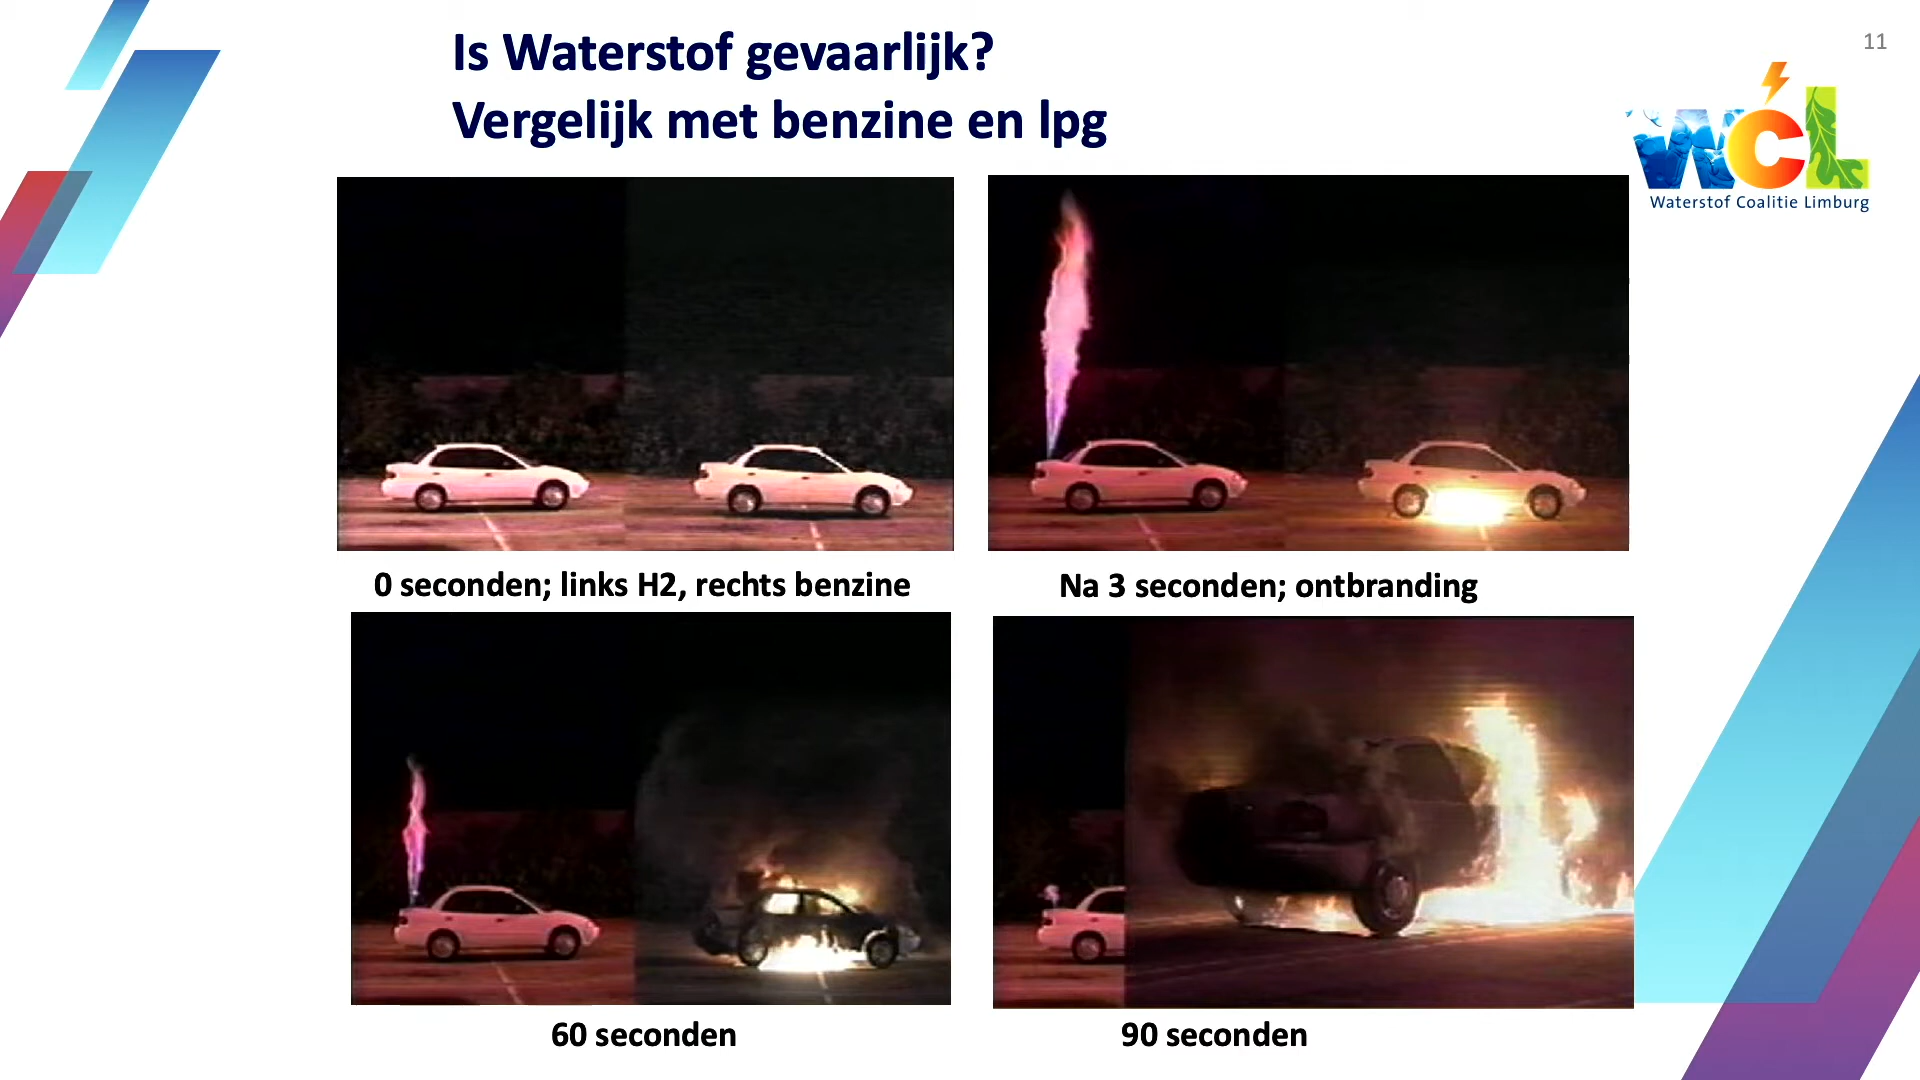 Is Waterstof gevaarlijk?
Vergelijk met benzine en lpg
11
WCL
Waterstof Coalitie Limburg
0 seconden; links H2, rechts benzine
Na 3 seconden; ontbranding
60 seconden
90 seconden